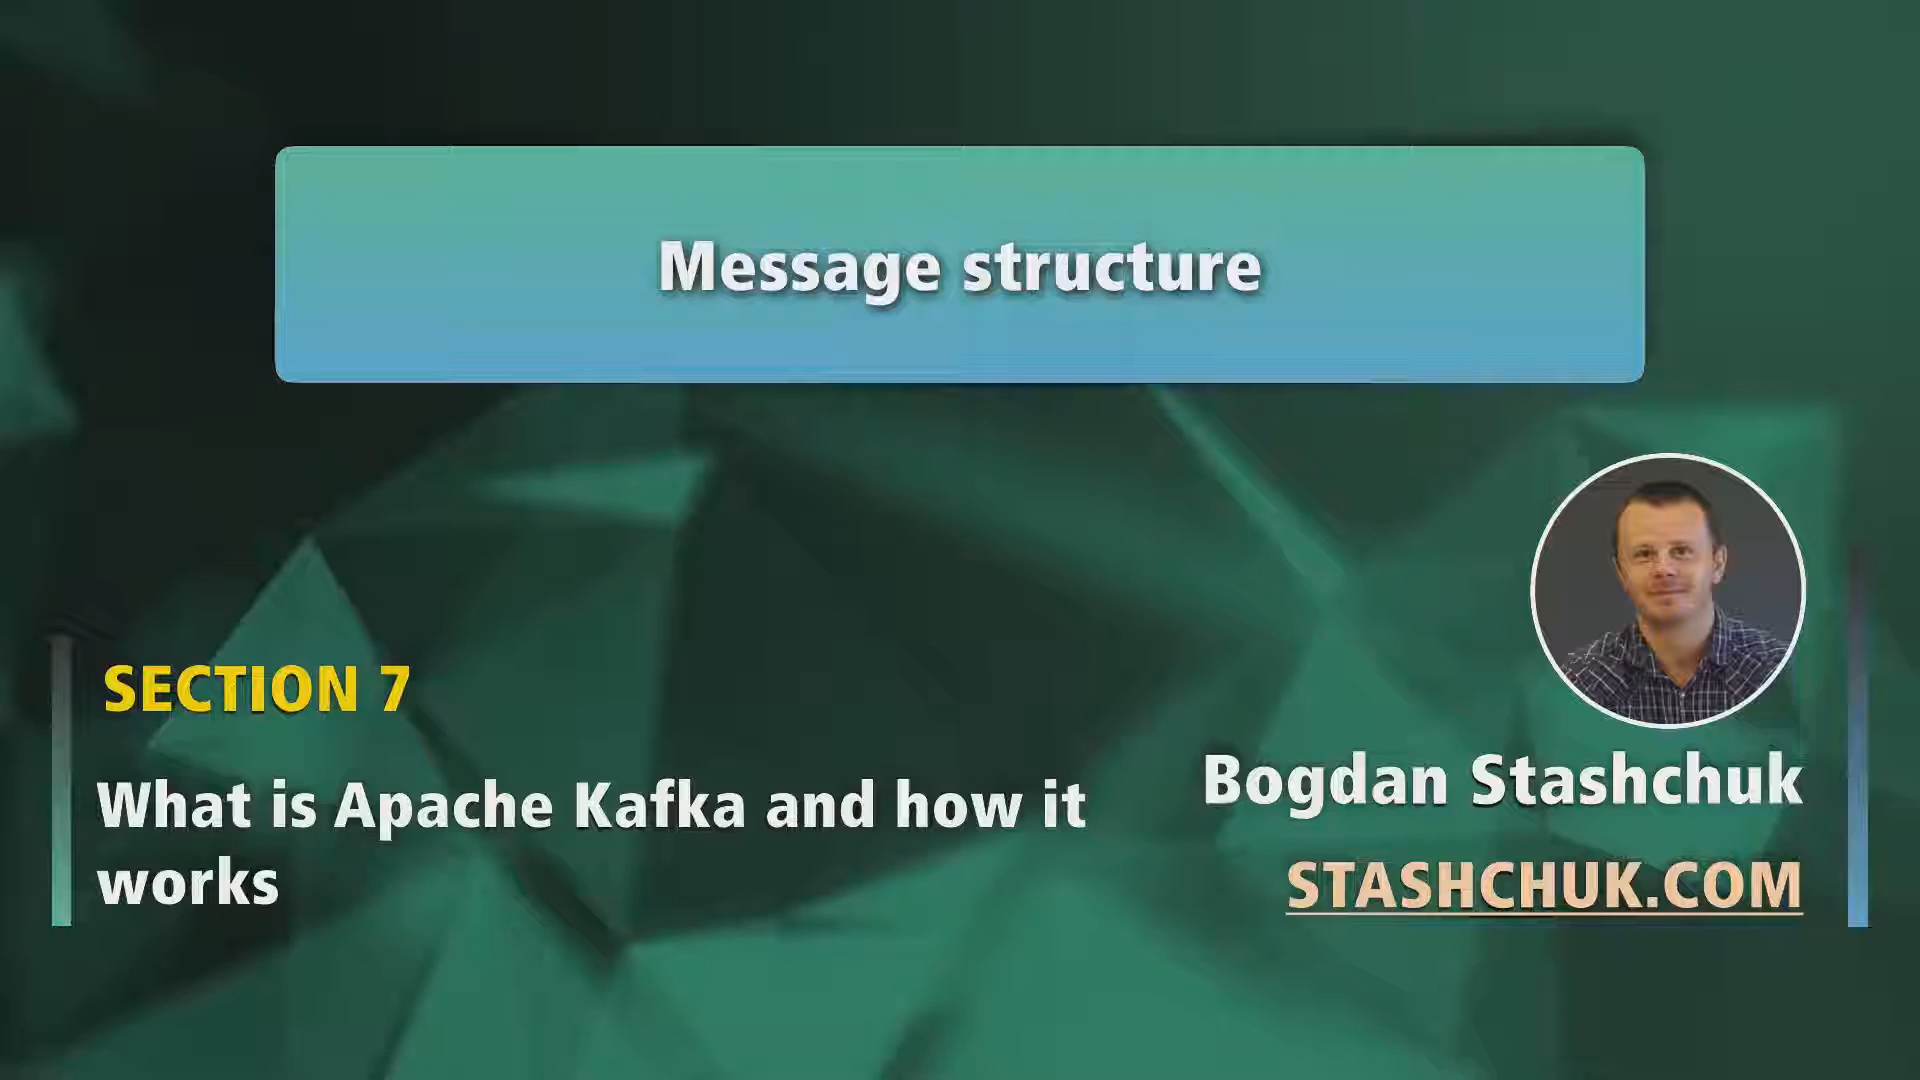 Message structure
SECTION 7
What is Apache Kafka and how it
works
Bogdan Stashchuk
STASHCHUK.COM